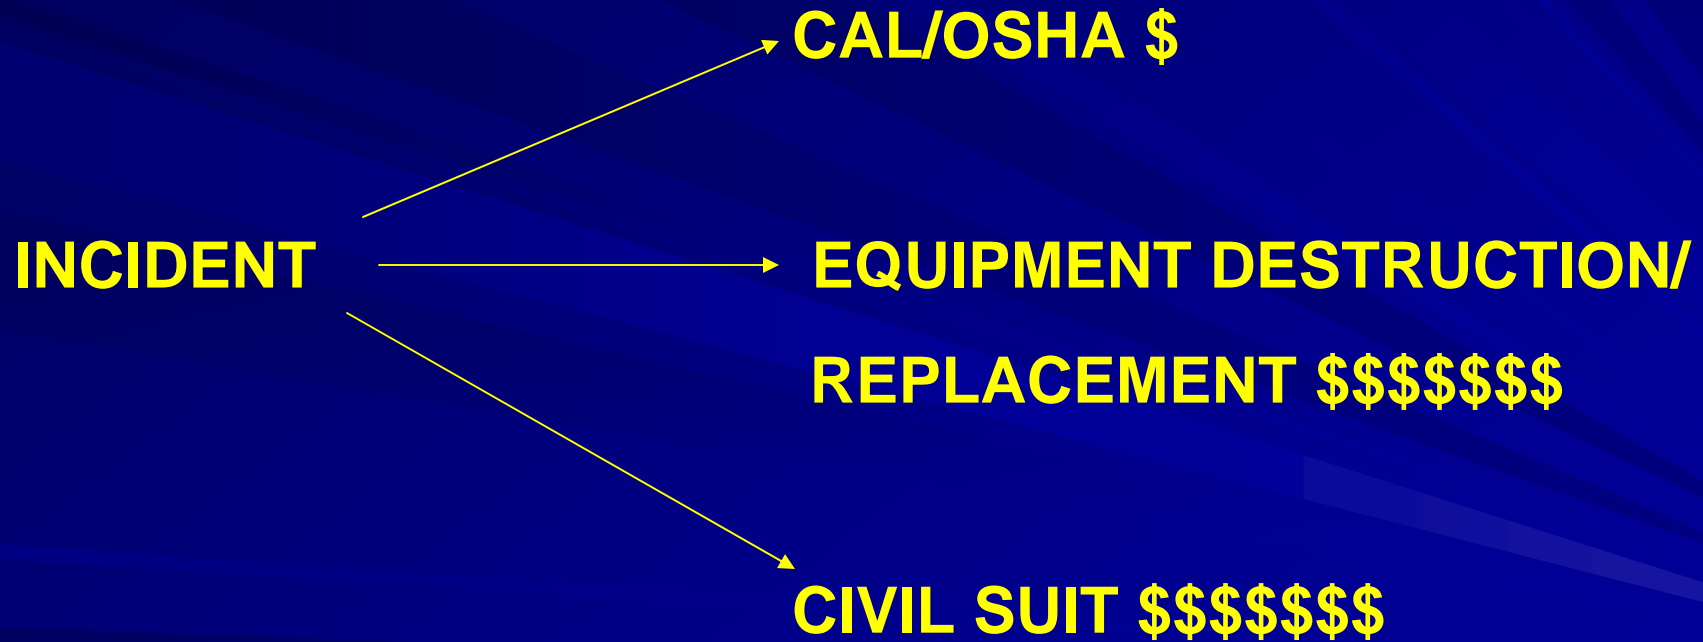 CAL/OSHA $
INCIDENT
EQUIPMENT DESTRUCTION/
REPLACEMENT $$$$$$$
CIVIL SUIT $$$$$$$